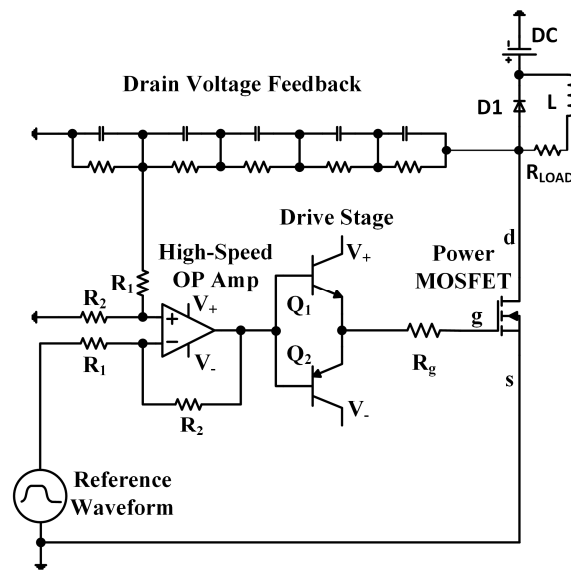 DC
Drain Voltage Feedback
D1
L
R_LOAD
Drive Stage
d
High-Speed
OP Amp
V+
Power
MOSFET
R1
R2
V+
Q1
g
+
−
Q2
Rg
R1
V-
s
V-
R2
Reference
Waveform